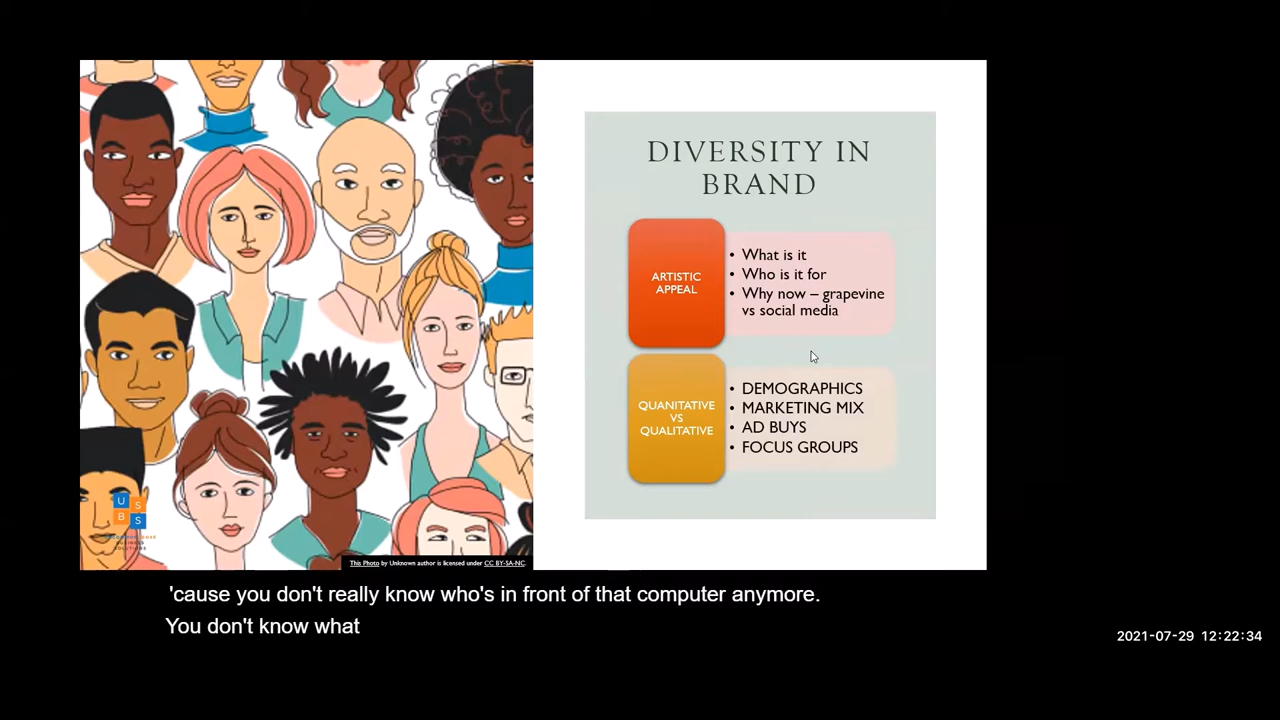 DIVERSITY IN
BRAND
ARTISTIC
APPEAL
• What is it
• Who is it for
• Why now – grapevine
vs social media
QUANITATIVE
VS
QUALITATIVE
• DEMOGRAPHICS
• MARKETING MIX
• AD BUYS
• FOCUS GROUPS
U S
B S
BUSINESS
SOLUTIONS
This Photo by Unknown author is licensed under CC BY-SA-NC.
'cause you don't really know who's in front of that computer anymore.
You don't know what
2021-07-29 12:22:34